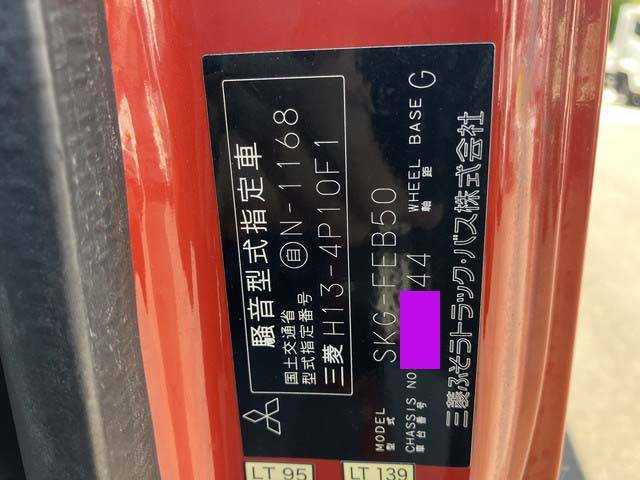 騒音型式指定車
国土交通省
型式指定番号 自 N-1168
三菱 H13-4P10F1
MODEL
型式 SKG-FEB50
CHASSIS NO
車台番号 44 WHEEL BASE
軸距 G
三菱ふそうトラック・バス株式会社
LT 95
LT 139